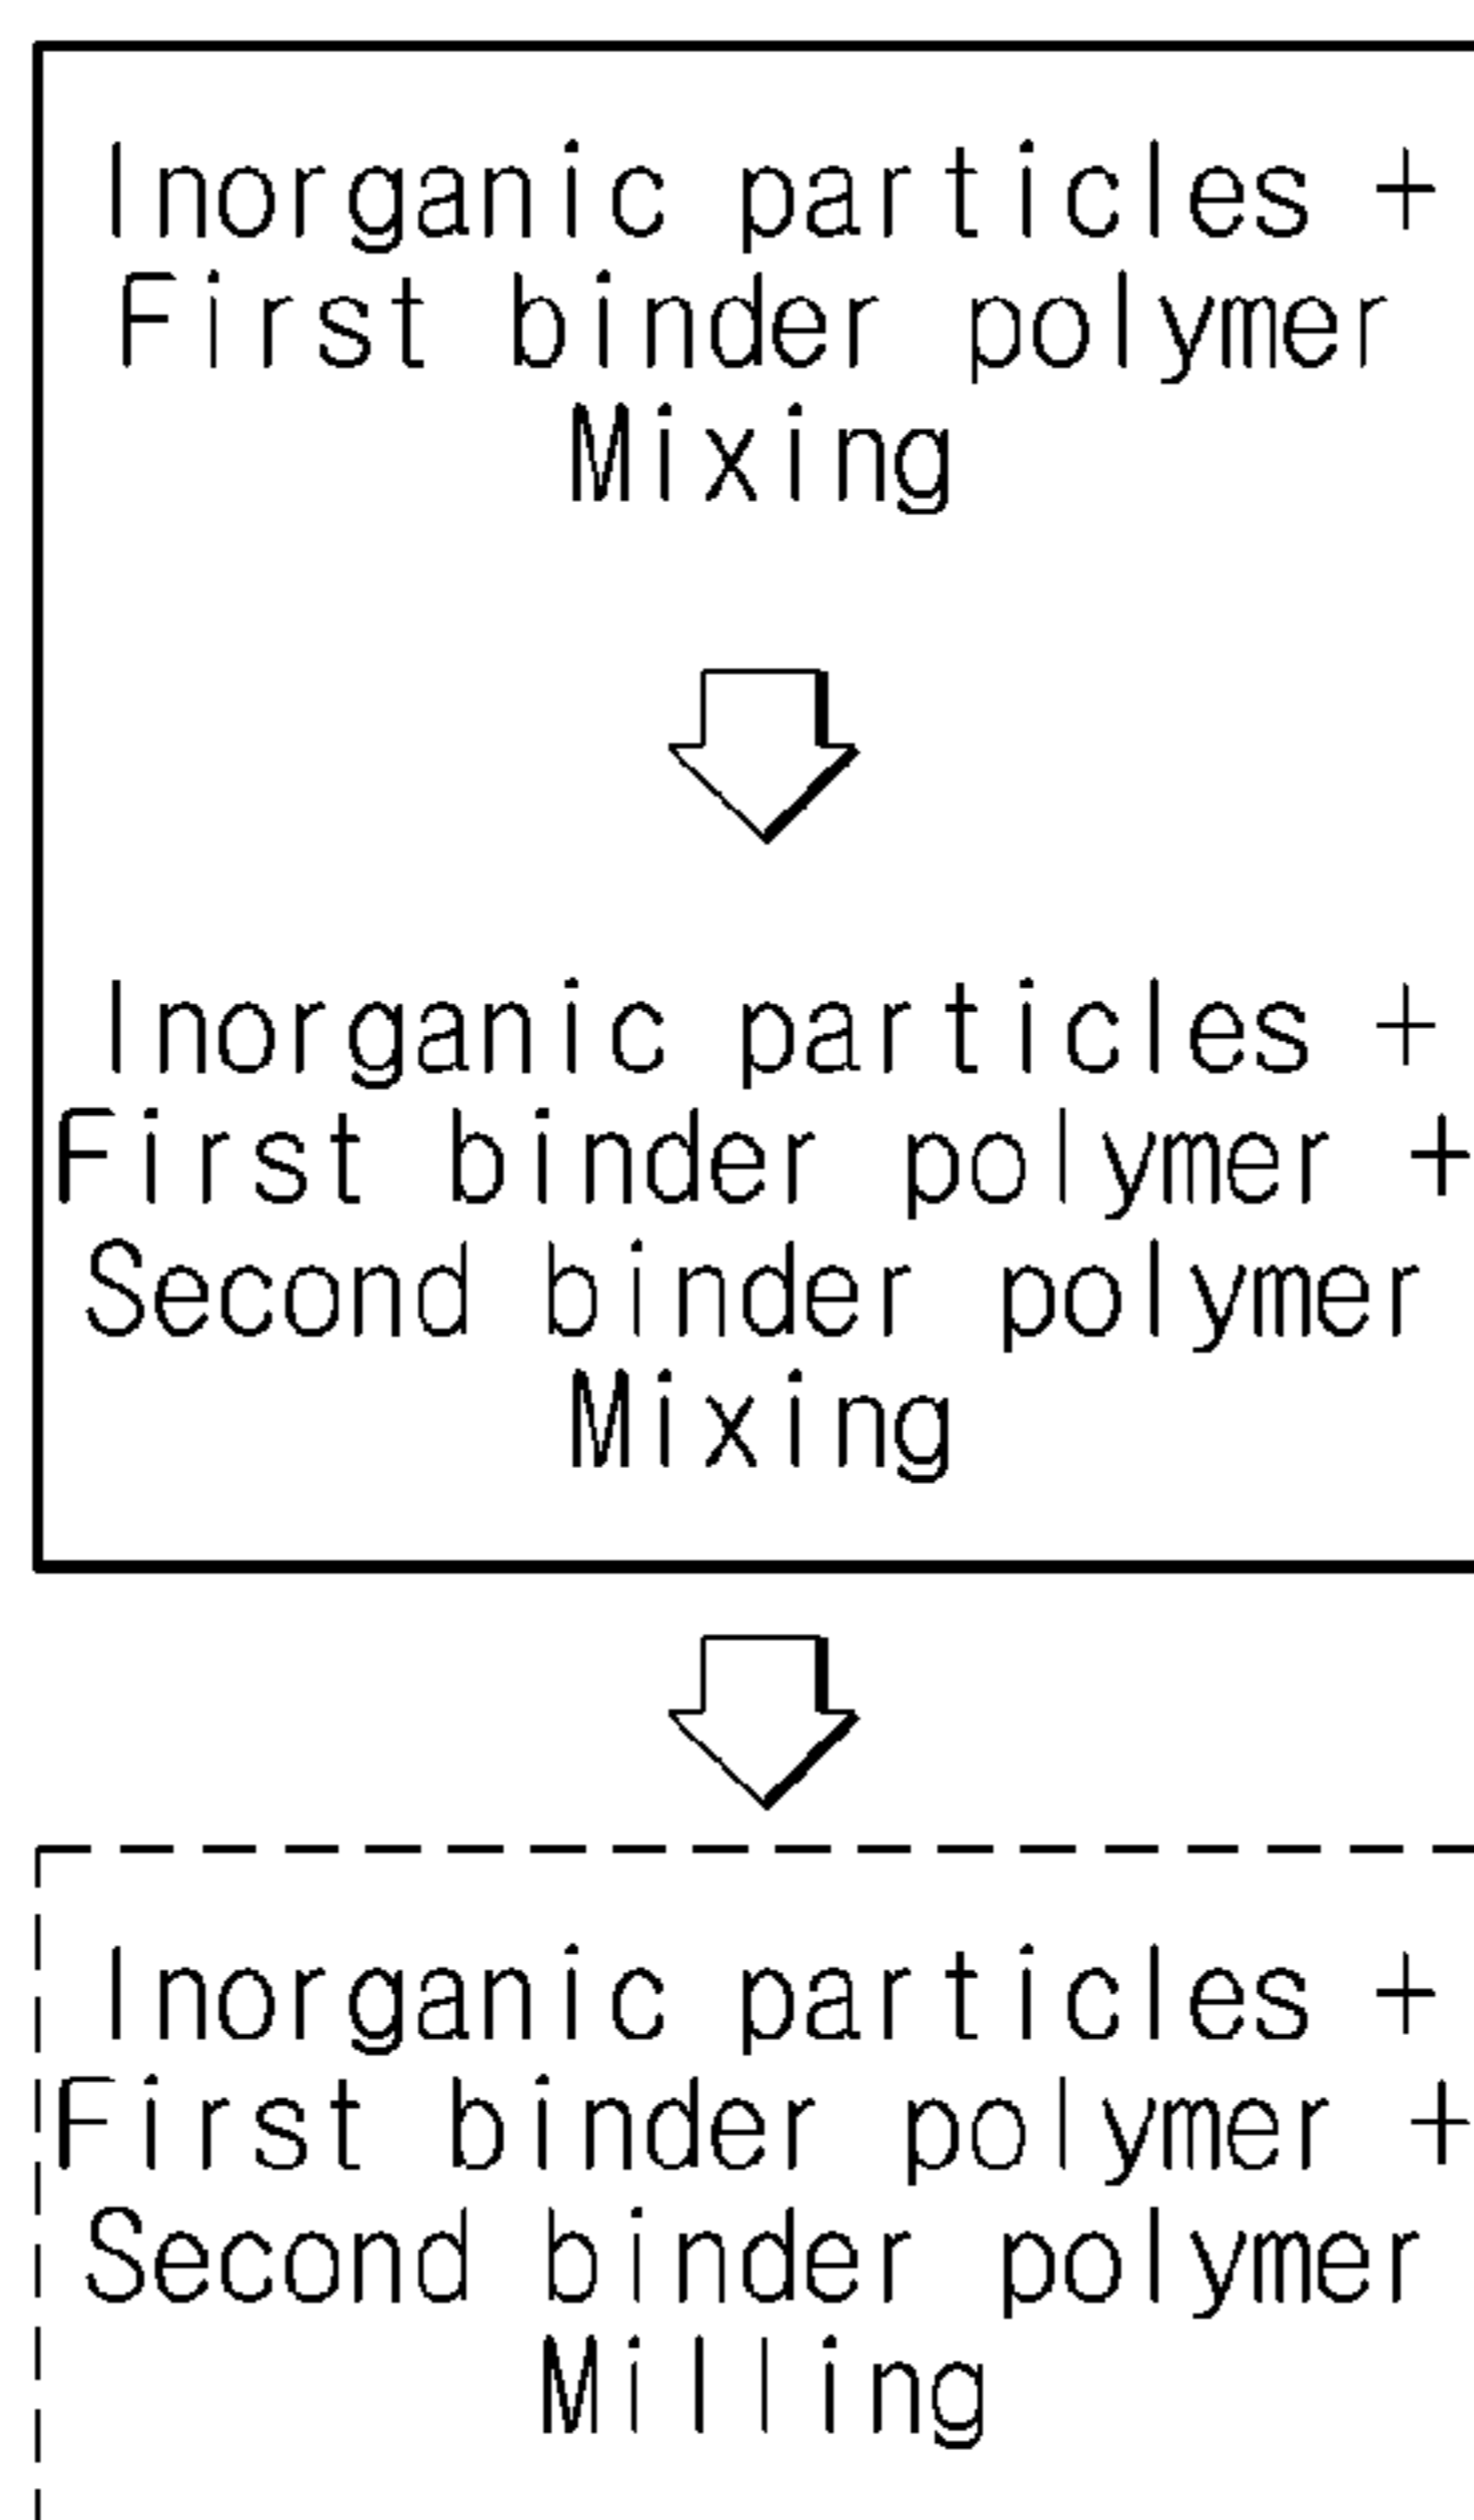 Inorganic particles +
First binder polymer
Mixing
Inorganic particles +
First binder polymer +
Second binder polymer
Mixing
Inorganic particles +
First binder polymer +
Second binder polymer
Milling